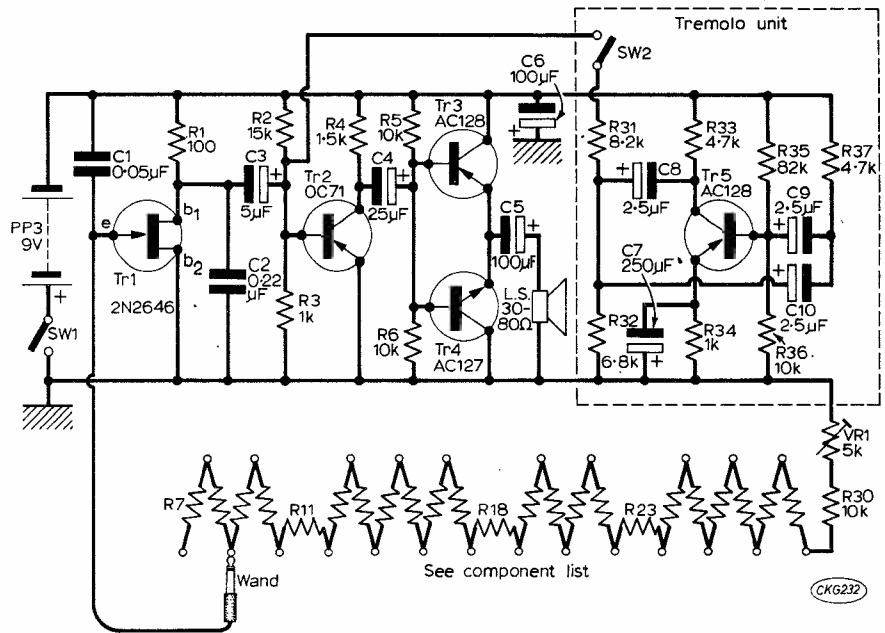 Tremolo unit
SW2
C6
100µF
+
R1
100
R2
15k
R4
1·5k
R5
10k
Tr3
AC128
R31
8·2k
R33
4·7k
R35
82k
R37
4·7k
C1
0·05µF
C3
+
5µF
Tr2
OC71
C4
+
25µF
C8
+
2·5µF
Tr5
AC128
C9
2·5µF
+
PP3
9V
+
e
b1
b2
Tr1
2N2646
C2
0·22
µF
C5
+
100µF
C7
250µF
+
C10
2·5µF
+
SW1
R3
1k
R6
10k
Tr4
AC127
L.S.
30-
80Ω
R32
6·8k
R34
1k
R36
10k
VR1
5k
R7
R11
R18
R23
R30
10k
Wand
See component list
CKG232